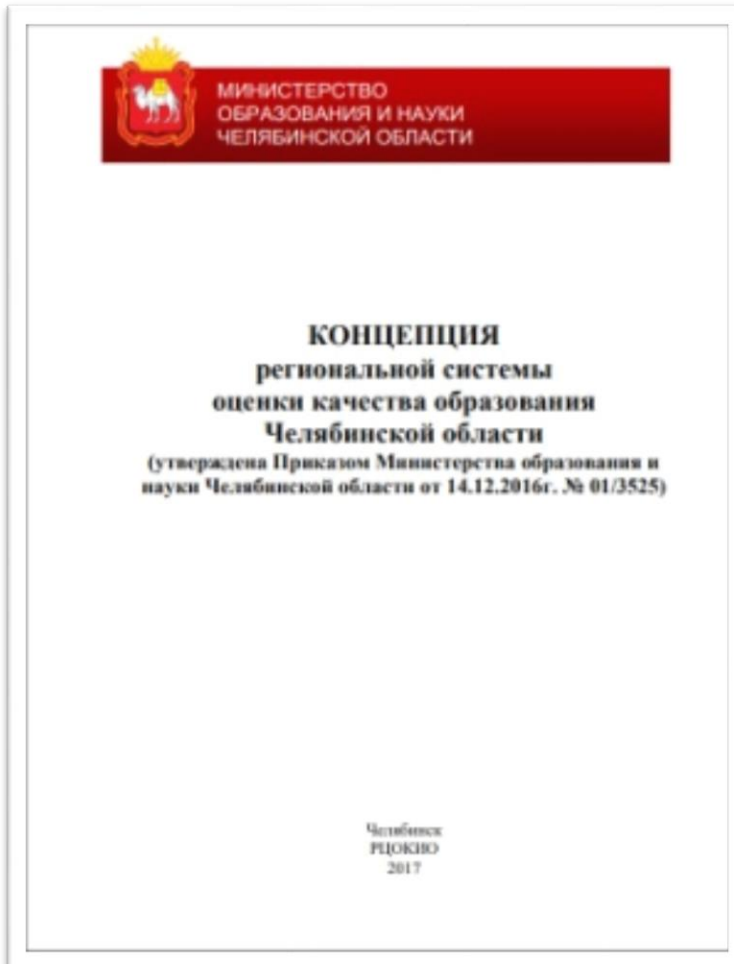 МИНИСТЕРСТВО
ОБРАЗОВАНИЯ И НАУКИ
ЧЕЛЯБИНСКОЙ ОБЛАСТИ
КОНЦЕПЦИЯ
региональной системы
оценки качества образования
Челябинской области
(утверждена Приказом Министерства образования и
науки Челябинской области от 14.12.2016г. № 01/3525)
Челябинск
РЦОКИО
2017